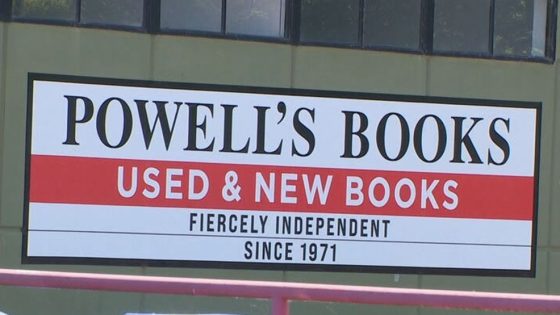 POWELL'S BOOKS
USED & NEW BOOKS
FIERCELY INDEPENDENT
SINCE 1971